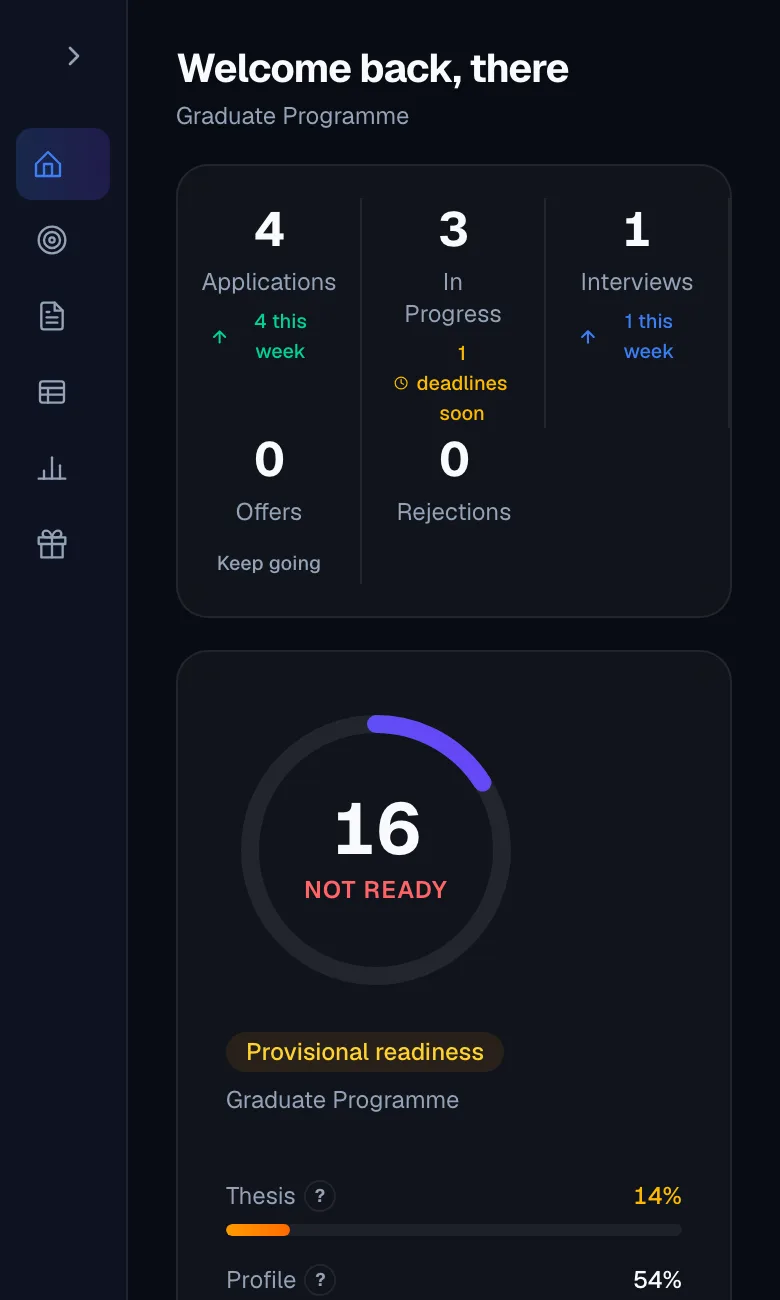 Welcome back, there
Graduate Programme
4
Applications
4 this
week
3
In
Progress
1
deadlines
soon
1
Interviews
1 this
week
0
Offers
Keep going
0
Rejections
16
NOT READY
Provisional readiness
Graduate Programme
Thesis ? 14%
Profile ? 54%